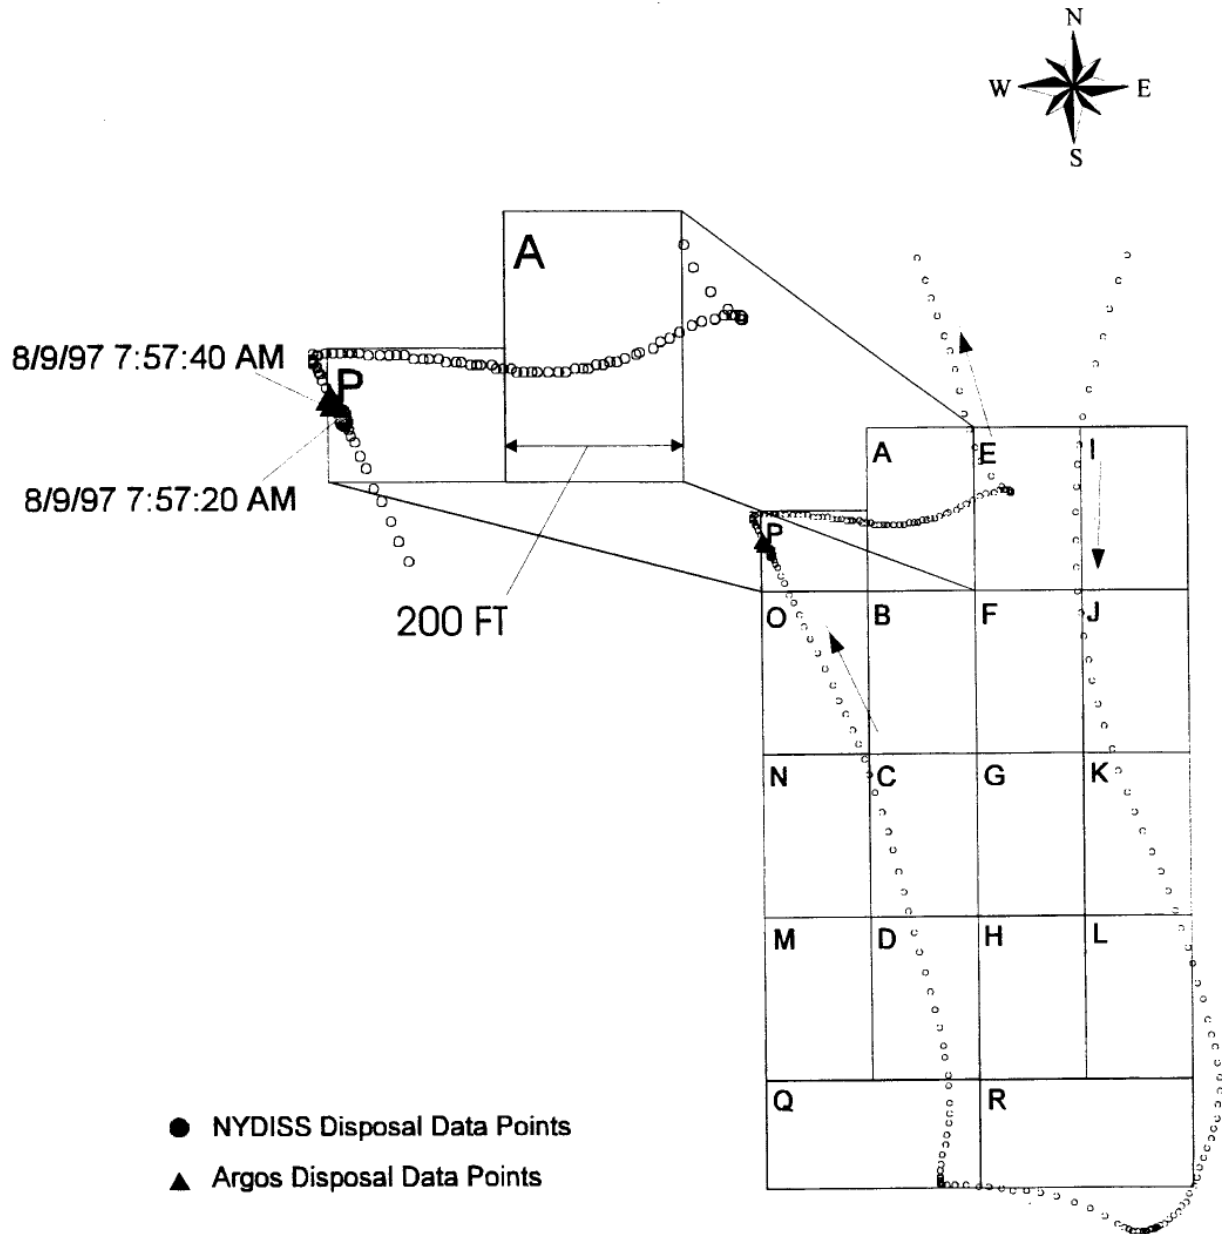 N
W E
S
A
8/9/97 7:57:40 AM
P
8/9/97 7:57:20 AM
200 FT
A E I
P
O B F J
N C G K
M D H L
Q R
NYDISS Disposal Data Points
Argos Disposal Data Points